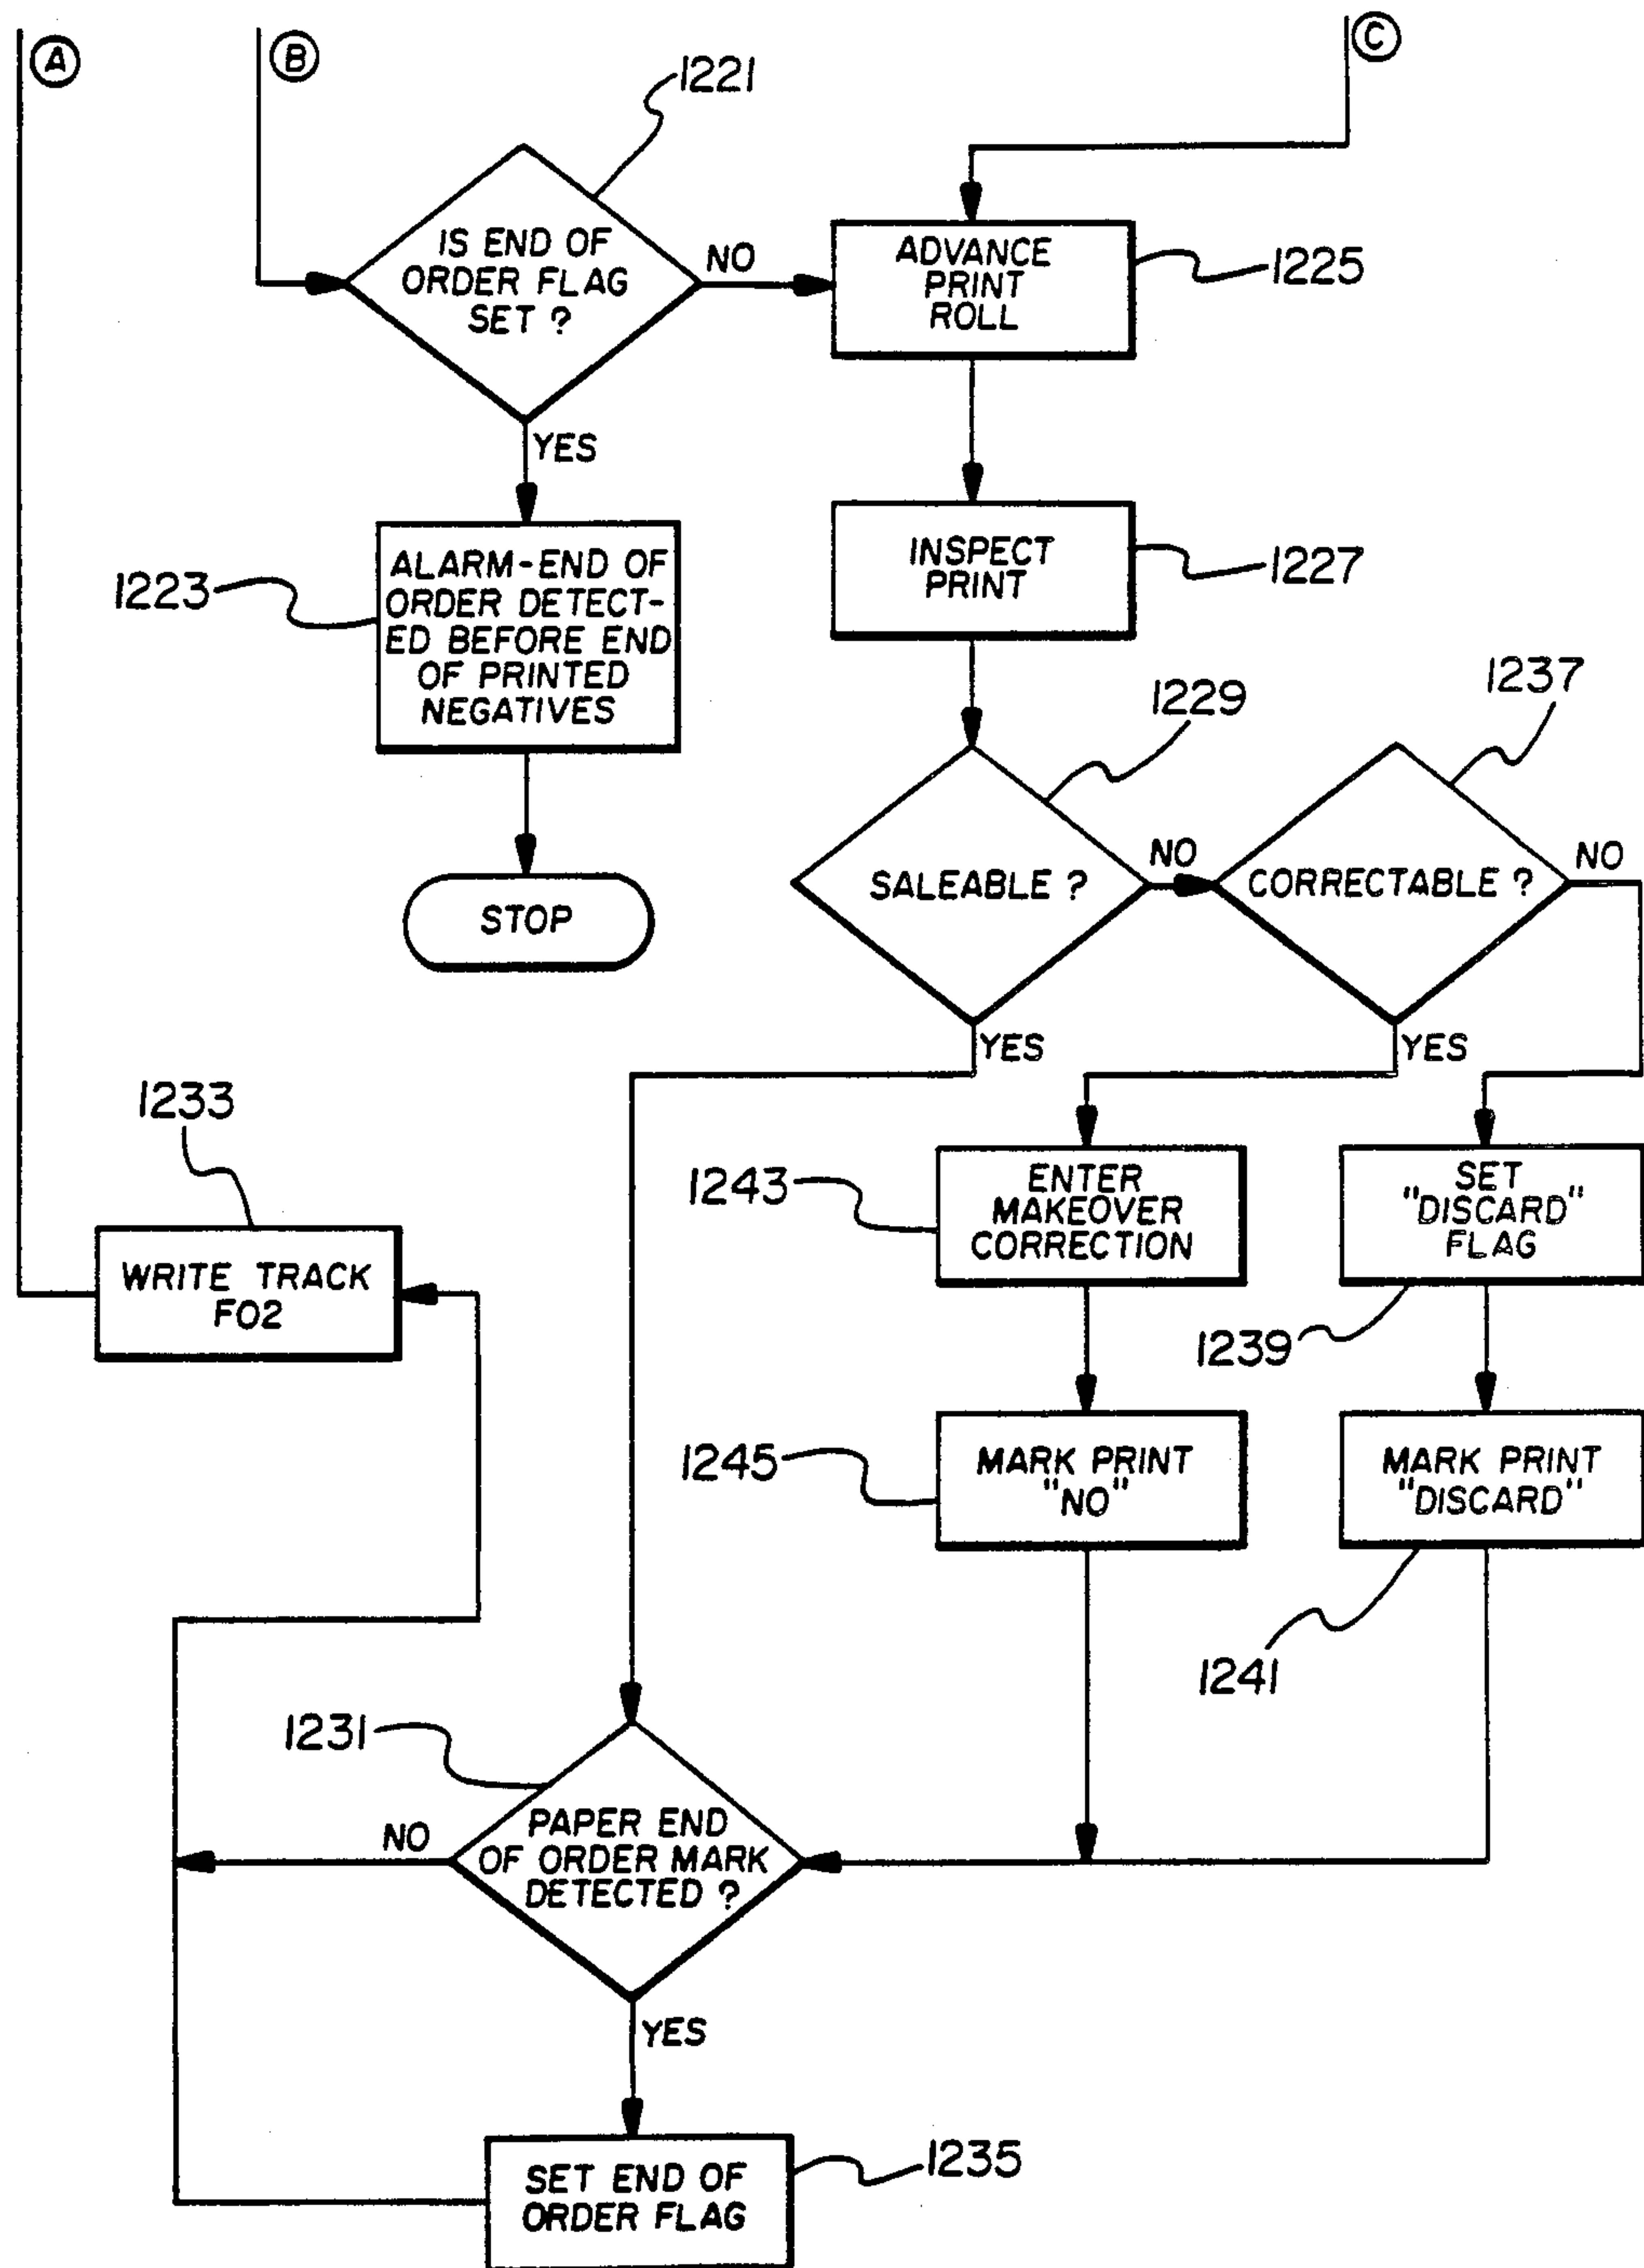 A
B
C
1221
IS END OF
ORDER FLAG
SET ?
NO
YES
ADVANCE
PRINT
ROLL
1225
1223
ALARM-END OF
ORDER DETECT-
ED BEFORE END
OF PRINTED
NEGATIVES
STOP
INSPECT
PRINT
1227
1229
SALEABLE ?
NO
YES
1237
CORRECTABLE ?
NO
YES
1233
WRITE TRACK
F02
1243
ENTER
MAKEOVER
CORRECTION
SET
"DISCARD"
FLAG
1239
1245
MARK PRINT
"NO"
MARK PRINT
"DISCARD"
1241
1231
PAPER END
OF ORDER MARK
DETECTED ?
NO
YES
SET END OF
ORDER FLAG
1235